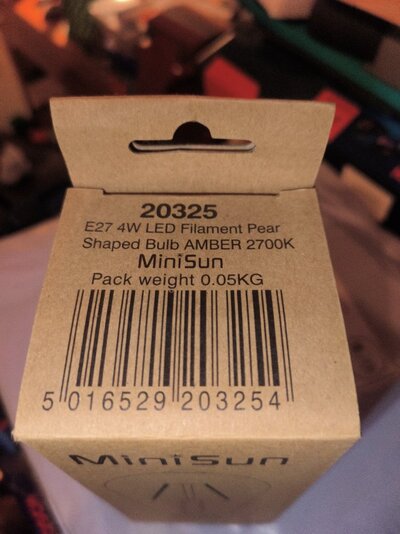 20325
E27 4W LED Filament Pear
Shaped Bulb AMBER 2700K
MiniSun
Pack weight 0.05KG
5 016529 203254
MiniSun